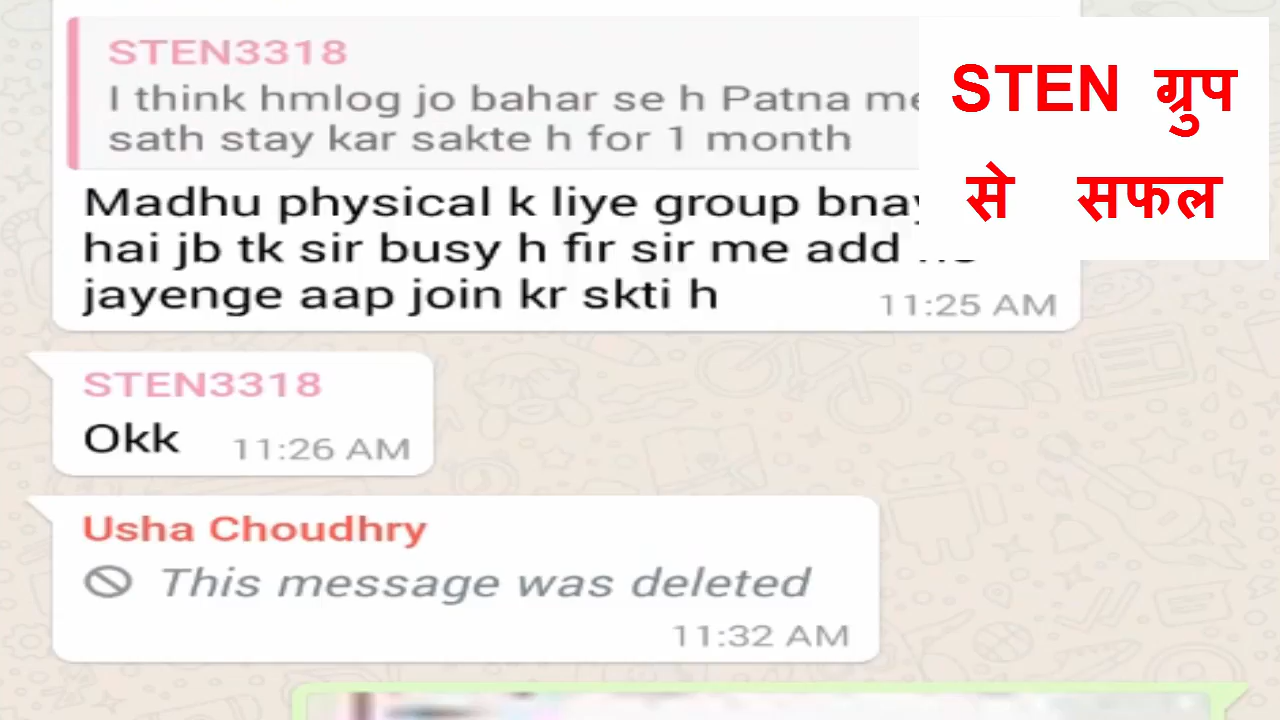 STEN3318
I think hmlog jo bahar se h Patna me
sath stay kar sakte h for 1 month
Madhu physical k liye group
hai jb tk sir busy h fir sir me add
jayenge aap join kr skti h
11:25 AM
STEN ग्रुप
से सफल
STEN3318
Okk
11:26 AM
Usha Choudhry
This message was deleted
11:32 AM